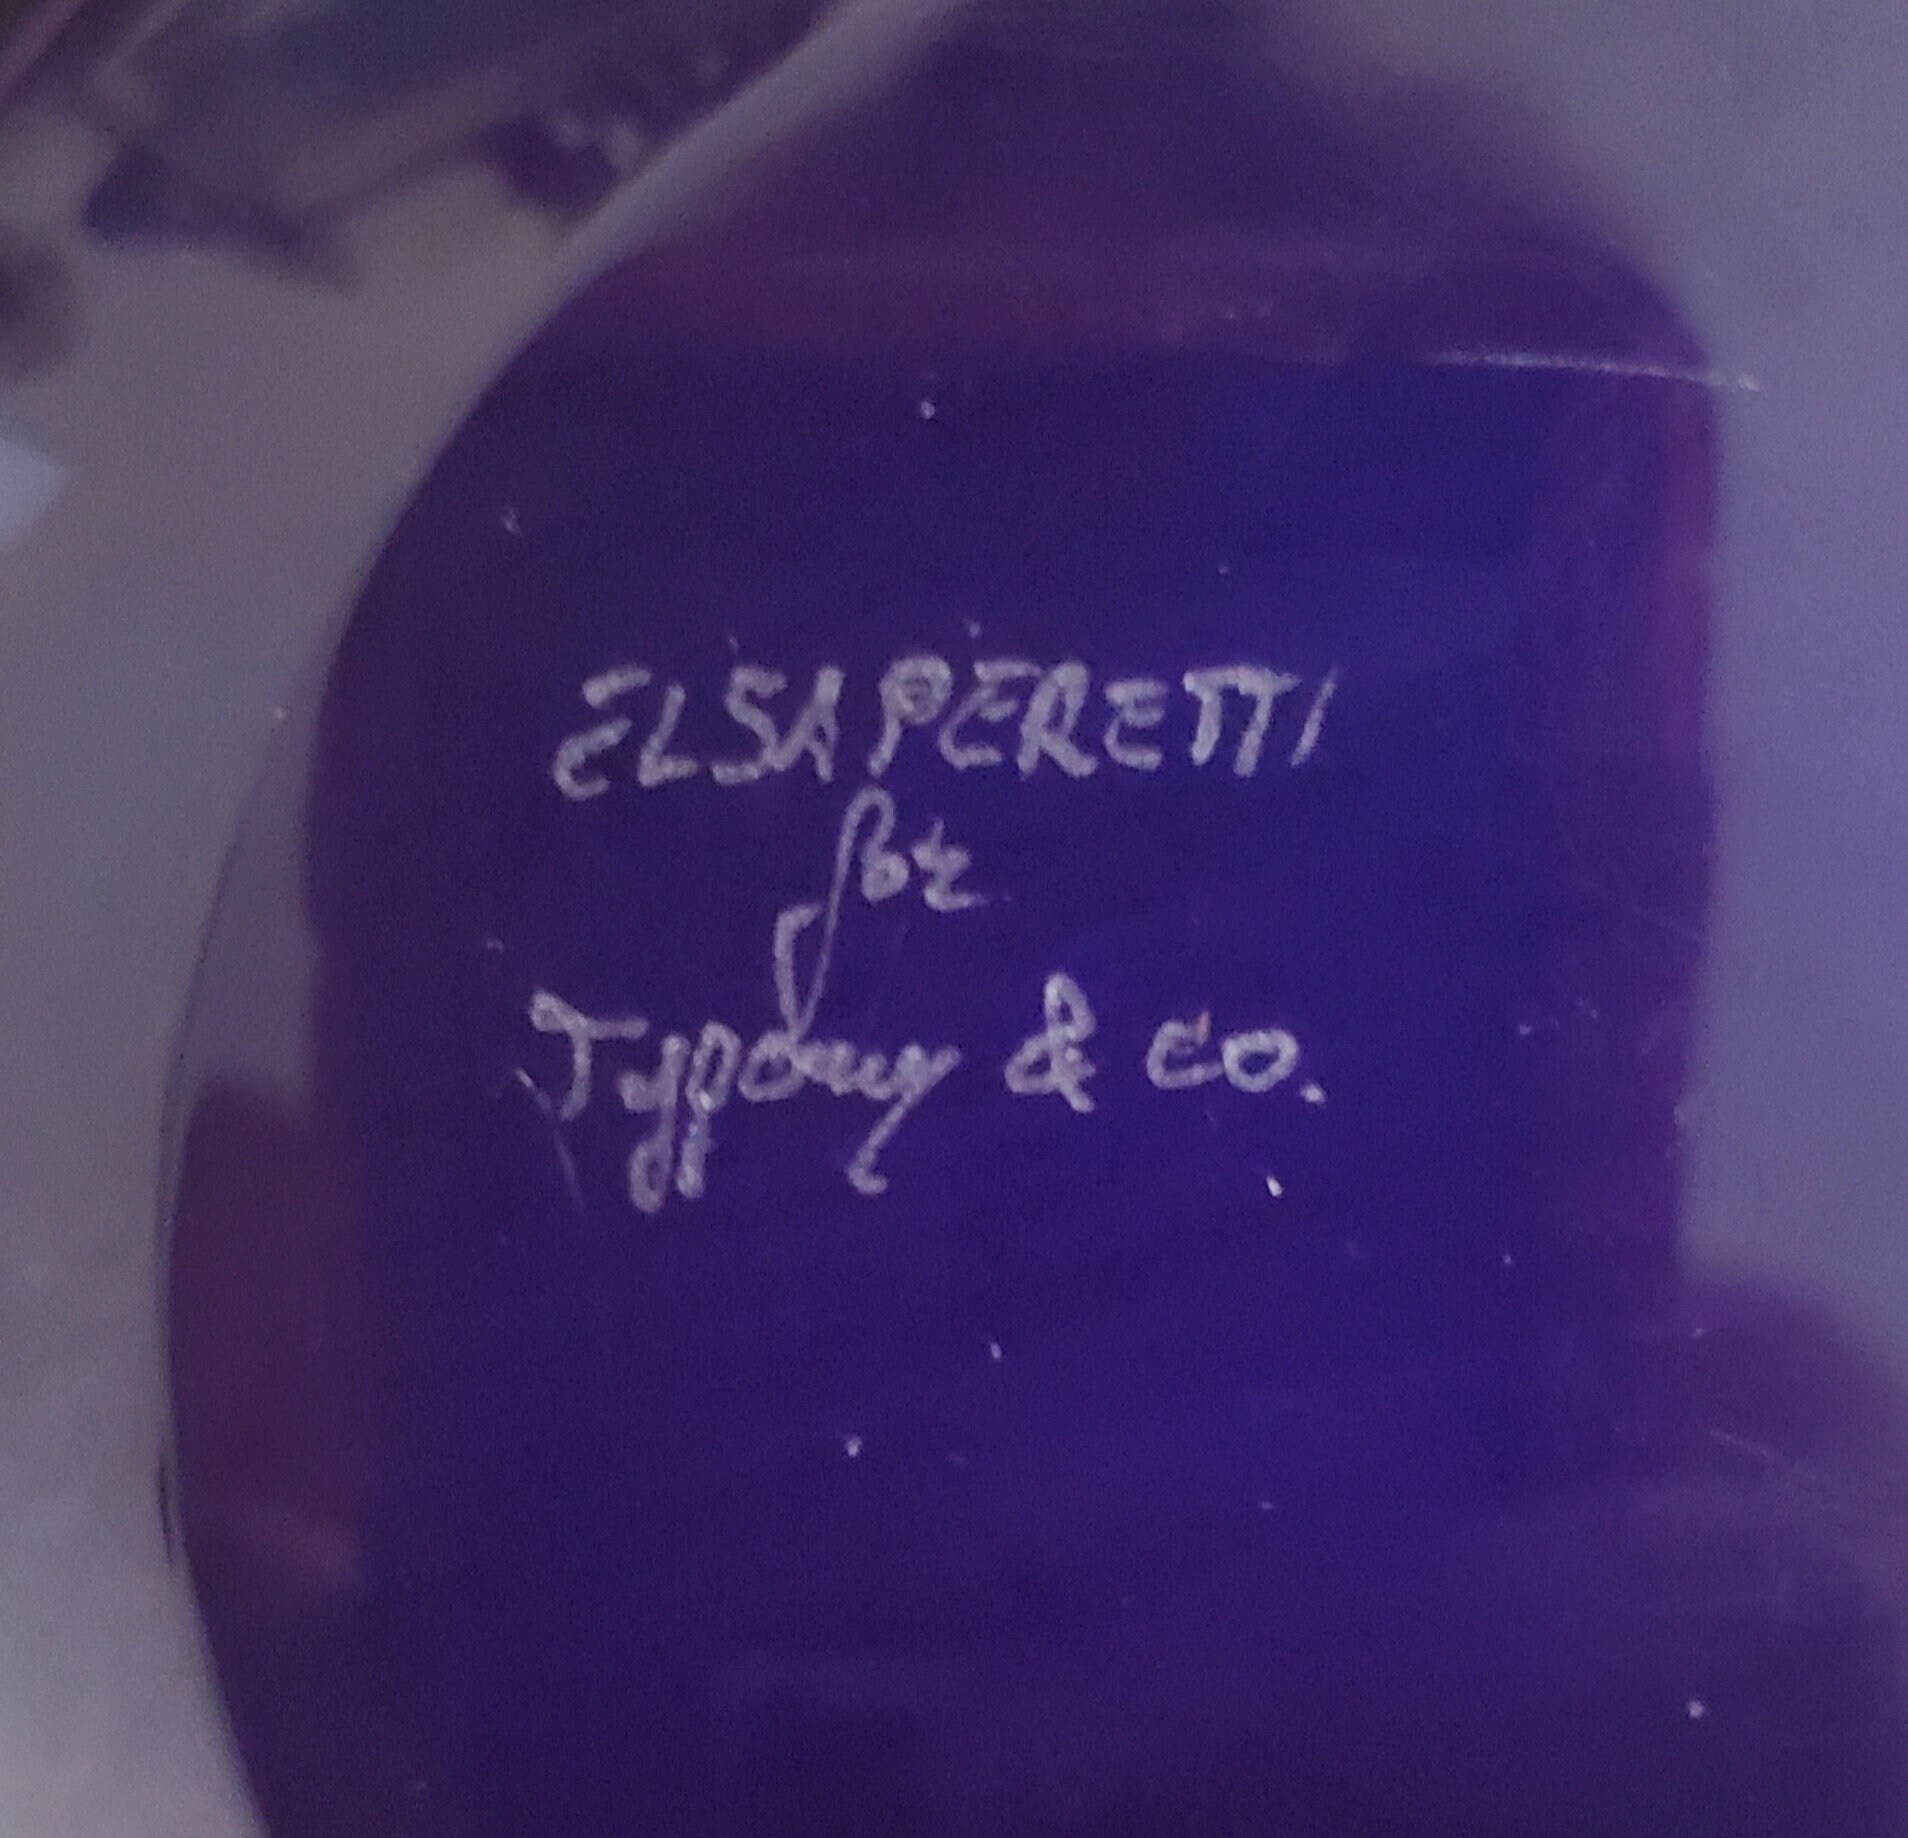 ELSA PERETTI
for
Tiffany & Co.